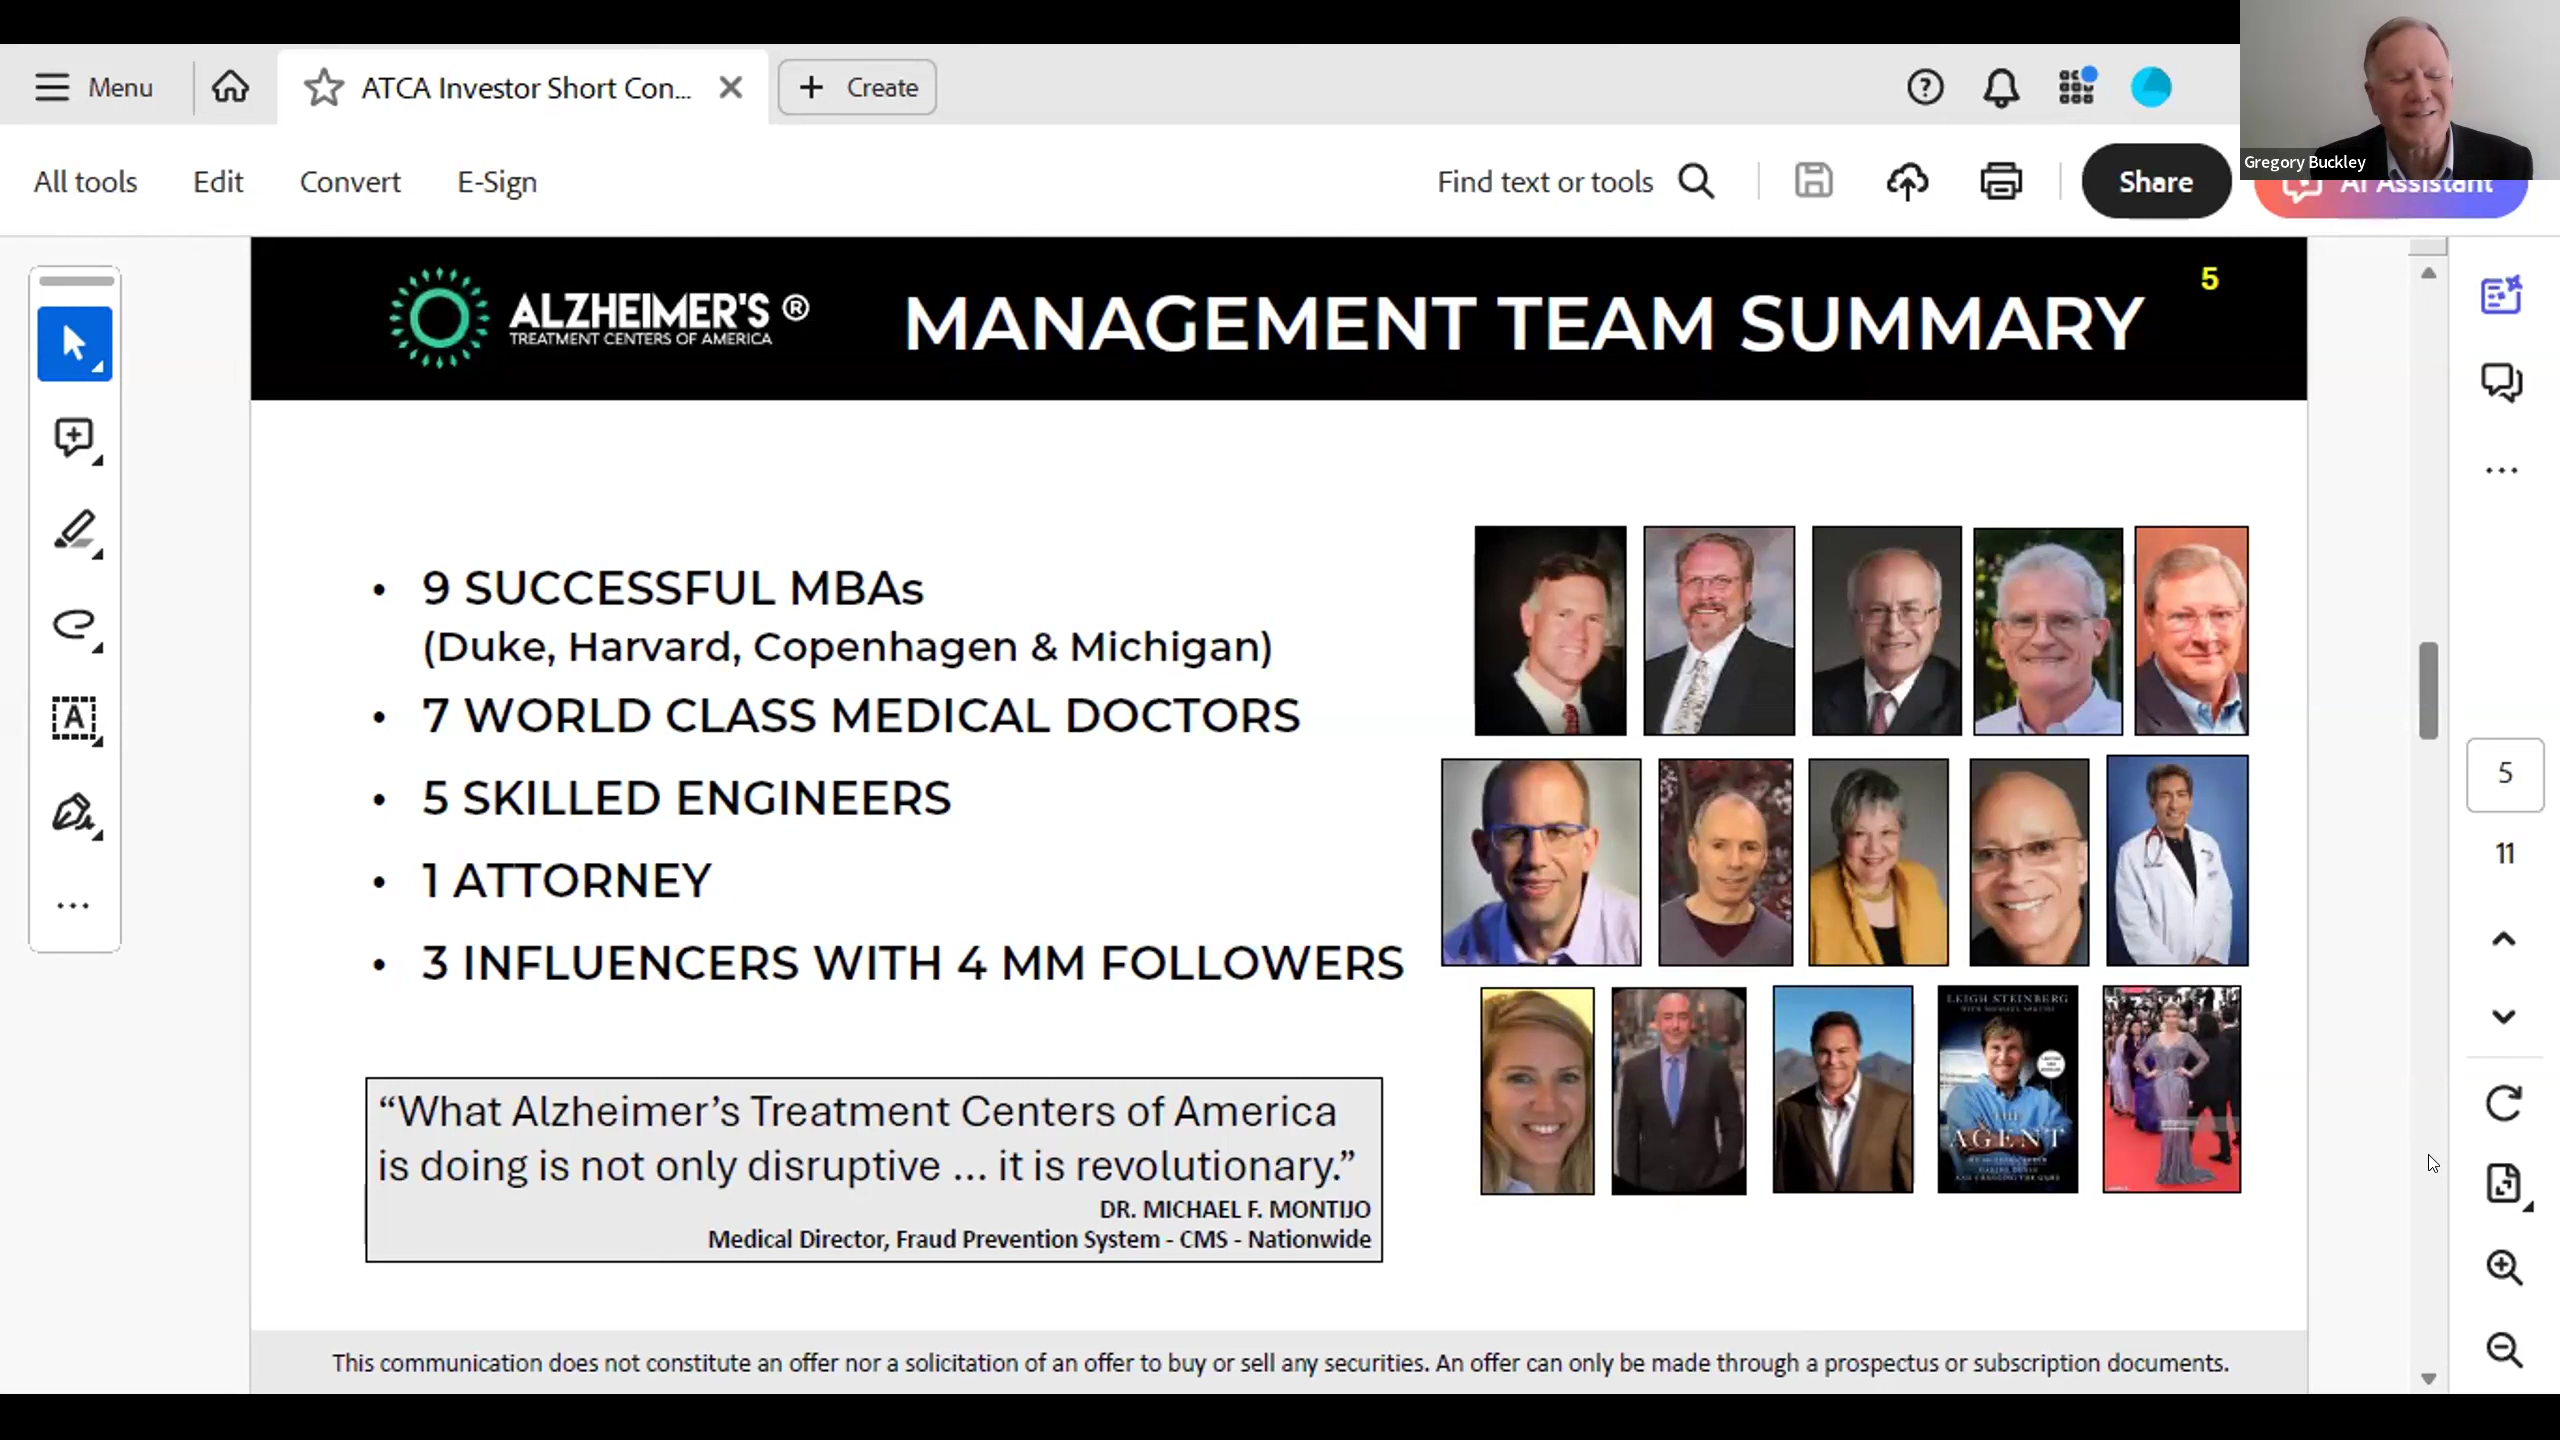 Menu
ATCA Investor Short Con...
Create
Gregory Buckley
All tools
Edit
Convert
E-Sign
Find text or tools
Share
AI Assistant
ALZHEIMER'S ®
TREATMENT CENTERS OF AMERICA
MANAGEMENT TEAM SUMMARY
5
• 9 SUCCESSFUL MBAs
(Duke, Harvard, Copenhagen & Michigan)
• 7 WORLD CLASS MEDICAL DOCTORS
• 5 SKILLED ENGINEERS
• 1 ATTORNEY
• 3 INFLUENCERS WITH 4 MM FOLLOWERS
LEIGH STEINBERG
THE
AGENT
“What Alzheimer’s Treatment Centers of America
is doing is not only disruptive ... it is revolutionary.”
DR. MICHAEL F. MONTIJO
Medical Director, Fraud Prevention System - CMS - Nationwide
This communication does not constitute an offer nor a solicitation of an offer to buy or sell any securities. An offer can only be made through a prospectus or subscription documents.
5
11